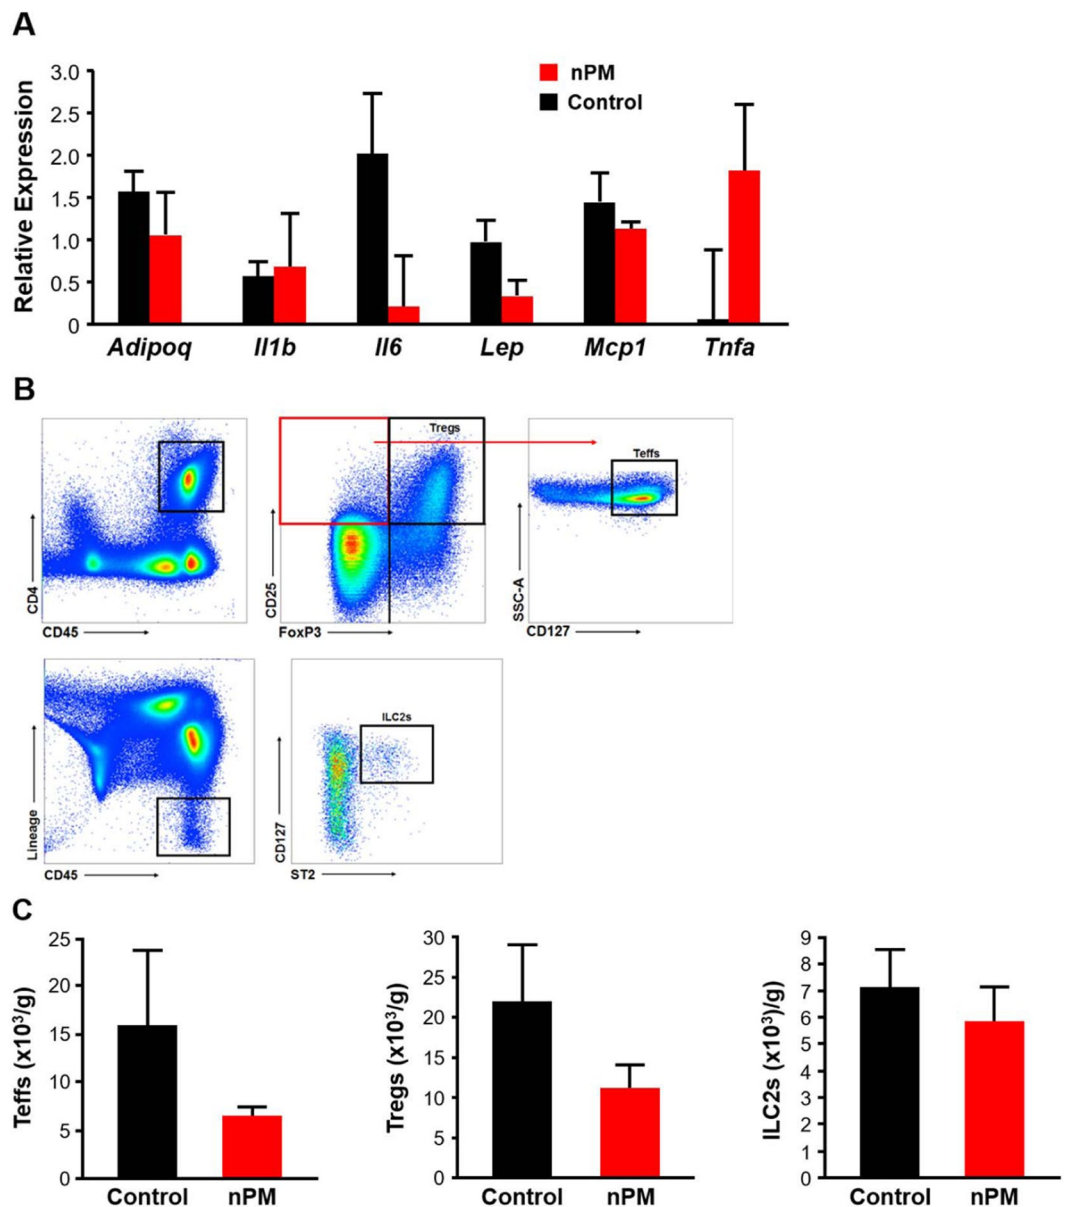 A
3.0
2.5
2.0
1.5
1.0
0.5
0
Relative Expression
nPM
Control
Adipoq Il1b Il6 Lep Mcp1 Tnfa
B
CD4
CD45
Tregs
CD25
FoxP3
Teffs
SSC-A
CD127
Lineage
CD45
ILC2s
CD127
ST2
C
25
20
15
10
5
0
Teffs (x10³/g)
Control nPM
30
25
20
15
10
5
0
Tregs (x10³/g)
Control nPM
9
8
7
6
5
4
3
2
1
0
ILC2s (x10³)/g)
Control nPM